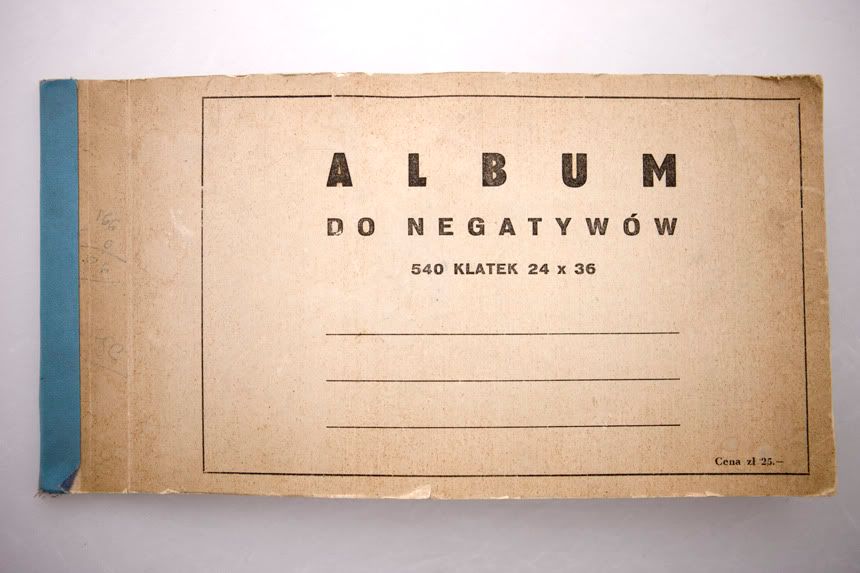 ALBUM
DO NEGATYWÓW
540 KLATEK 24 x 36
Cena zł 25.—